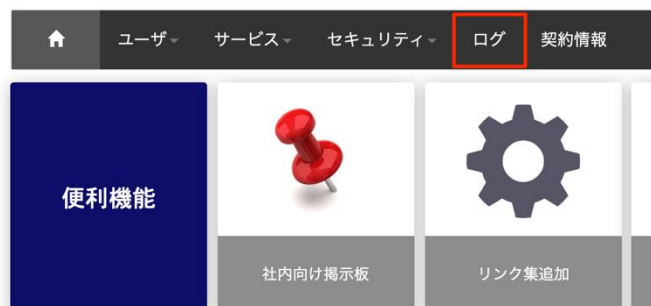 ユーザ サービス セキュリティ ログ 契約情報
便利機能
社内向け掲示板 リンク集追加